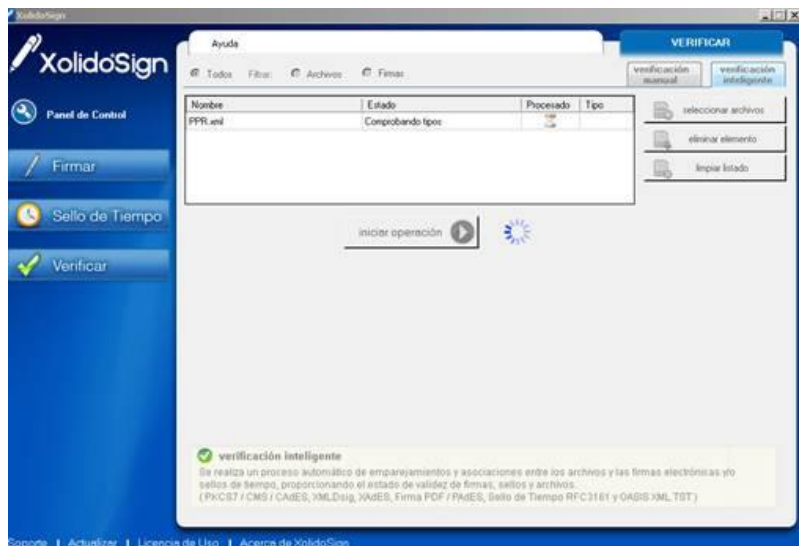 XolidoSign
XolidoSign
Ayuda
VERIFICAR
Todos Filtrar: Archivos Firmas
verificación manual
verificación inteligente
Panel de Control
Nombre Estado Procesado Tipo
PPR.xml Comprobando tipos
seleccionar archivos
eliminar elemento
limpiar listado
Firmar
Sello de Tiempo
iniciar operación
Verificar
verificación inteligente
Se realiza un proceso automático de emparejamientos y asociaciones entre los archivos y las firmas electrónicas y/o
sellos de tiempo, proporcionando el estado de validez de firmas, sellos y archivos.
( PKCS7 / CMS / CAdES, XMLDsig, XAdES, Firma PDF / PAdES, Sello de Tiempo RFC3161 y OASIS XML TST )
Soporte | Actualizar | Licencia de Uso | Acerca de XolidoSign